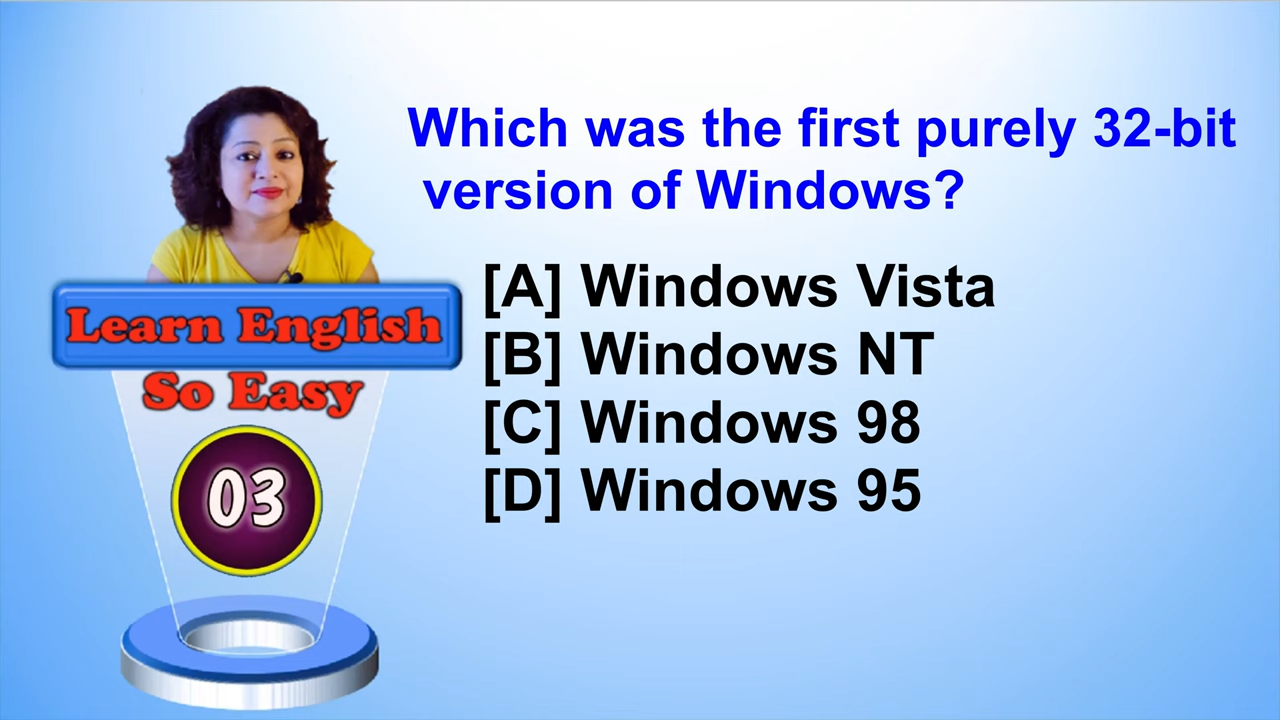 Which was the first purely 32-bit
version of Windows?
[A] Windows Vista
[B] Windows NT
[C] Windows 98
[D] Windows 95
Learn English
So Easy
03